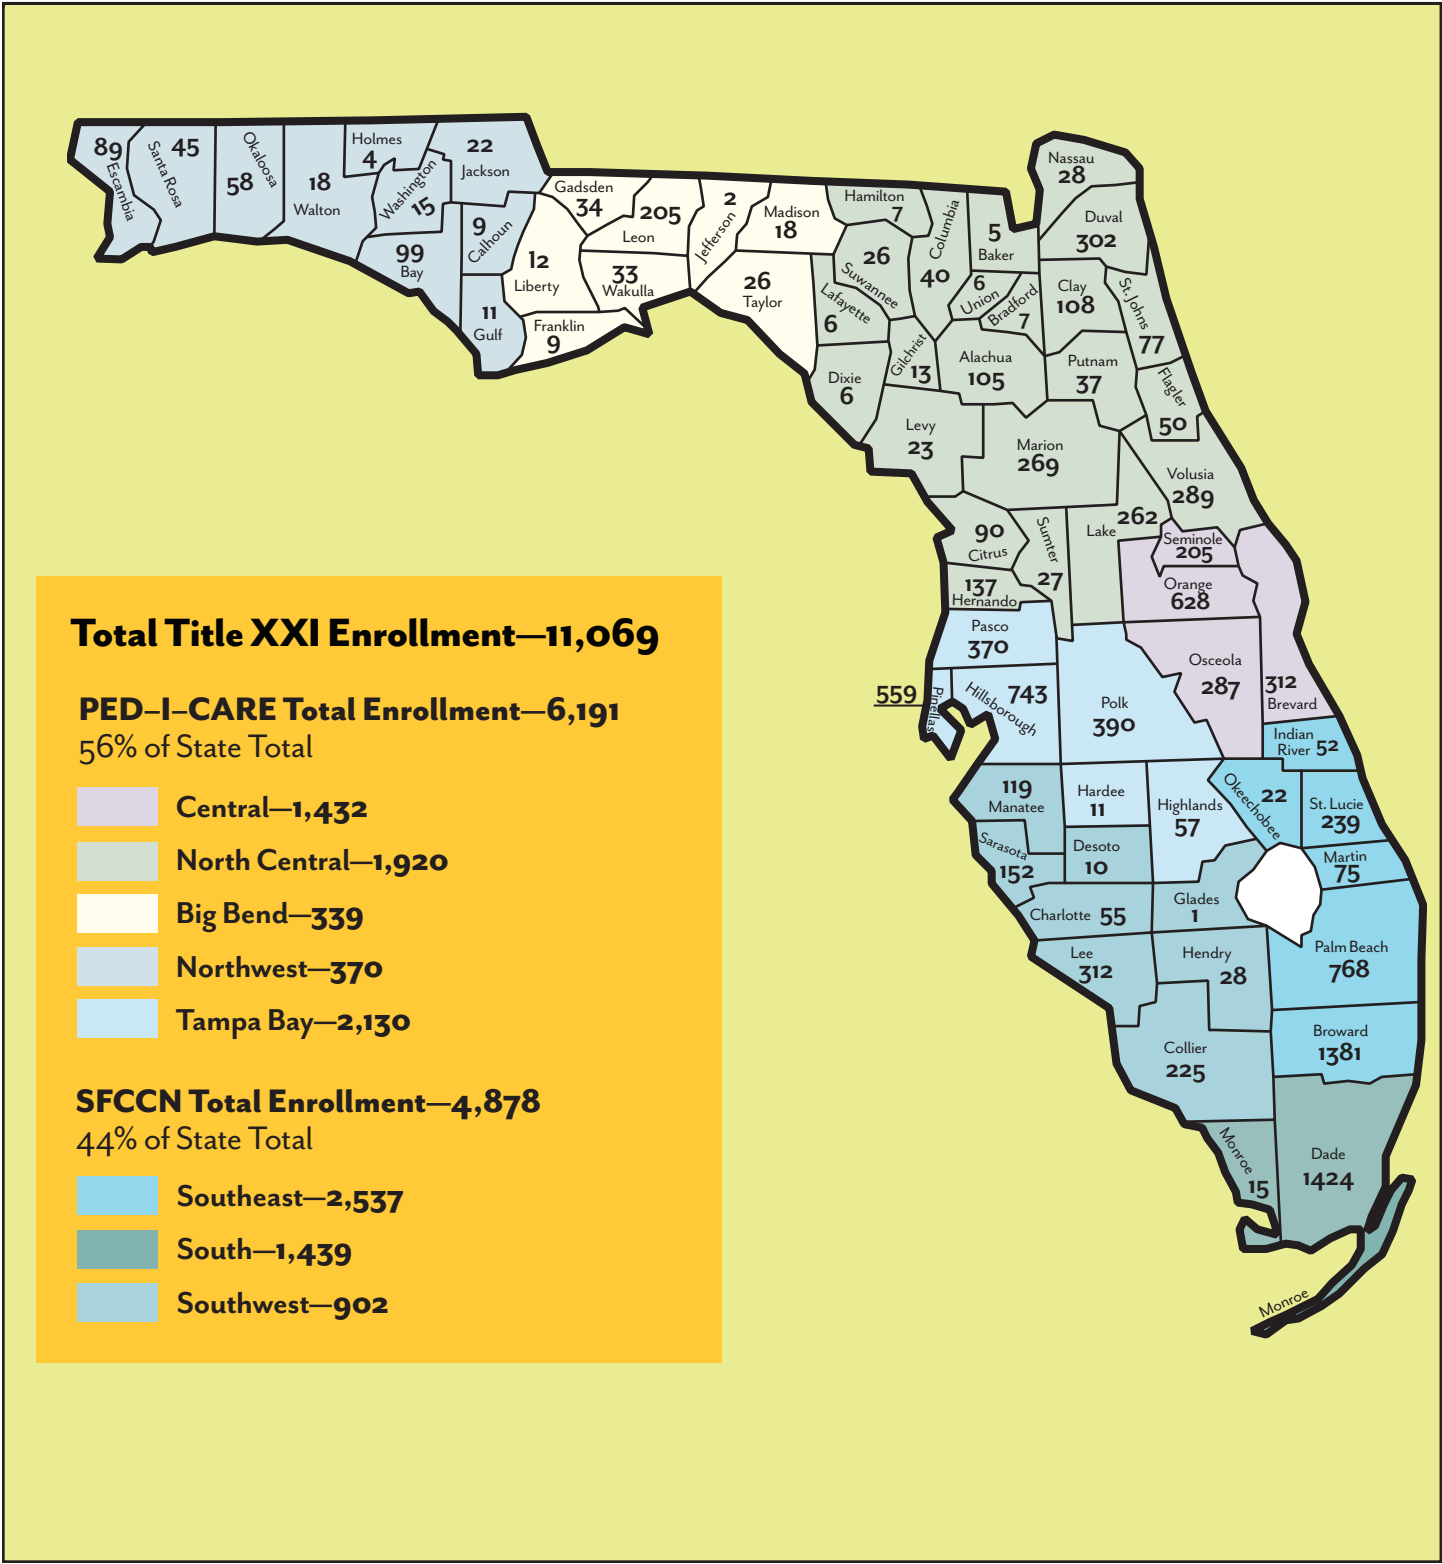 89
Escambia
Santa Rosa
45
Okaloosa
58
18
Walton
Holmes
4
Washington
15
22
Jackson
99
Bay
9
Calhoun
11
Gulf
Gadsden
34
12
Liberty
Franklin
9
205
Leon
33
Wakulla
2
Jefferson
Madison
18
26
Taylor
Hamilton
7
26
Suwannee
Lafayette
6
Dixie
6
Columbia
40
5
Baker
6
Union
Bradford
7
Gilchrist
13
Alachua
105
Nassau
28
Duval
302
Clay
108
St. Johns
77
Putnam
37
Flagler
50
Levy
23
Marion
269
Volusia
289
90
Citrus
Sumter
27
Lake
262
Seminole
205
Orange
628
137
Hernando
Pasco
370
559
Pinellas
Hillsborough
743
Polk
390
Osceola
287
312
Brevard
Indian
River 52
119
Manatee
Hardee
11
Highlands
57
Okeechobee
22
St. Lucie
239
Sarasota
152
Desoto
10
Martin
75
Charlotte 55
Glades
1
Palm Beach
768
Lee
312
Hendry
28
Collier
225
Broward
1381
Monroe
15
Dade
1424
Monroe
Total Title XXI Enrollment—11,069
PED–I–CARE Total Enrollment—6,191
56% of State Total
Central—1,432
North Central—1,920
Big Bend—339
Northwest—370
Tampa Bay—2,130
SFCCN Total Enrollment—4,878
44% of State Total
Southeast—2,537
South—1,439
Southwest—902